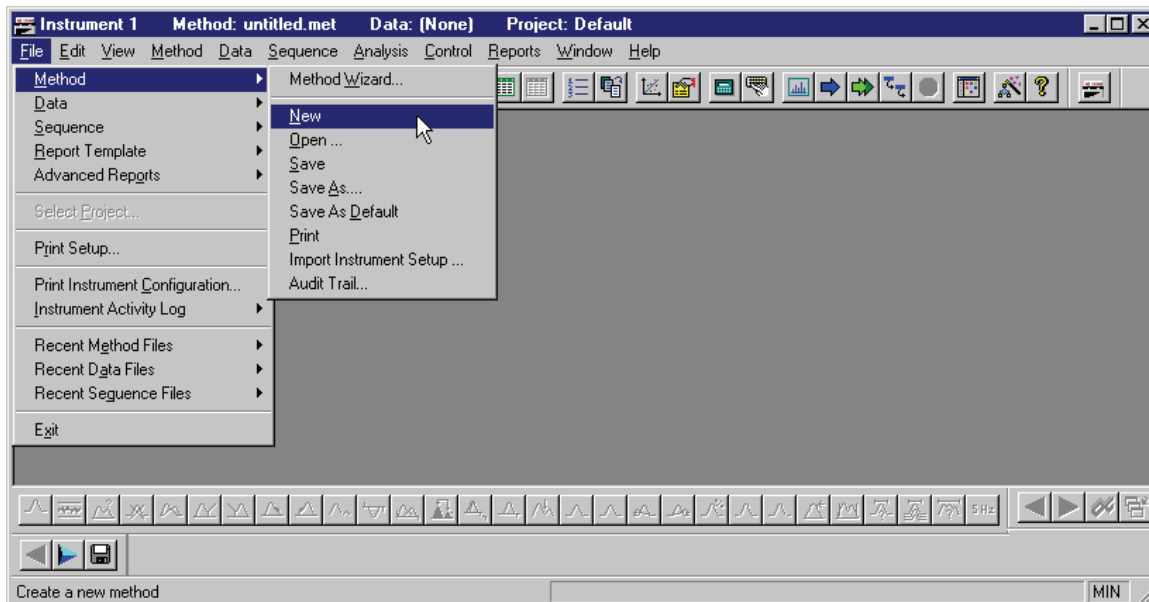 Instrument 1 Method: untitled.met Data: (None) Project: Default
File Edit View Method Data Sequence Analysis Control Reports Window Help
Method
Data
Sequence
Report Template
Advanced Reports
Select Project...
Print Setup...
Print Instrument Configuration...
Instrument Activity Log
Recent Method Files
Recent Data Files
Recent Sequence Files
Exit
Method Wizard...
New
Open ...
Save
Save As....
Save As Default
Print
Import Instrument Setup ...
Audit Trail...
5Hz
Create a new method
MIN